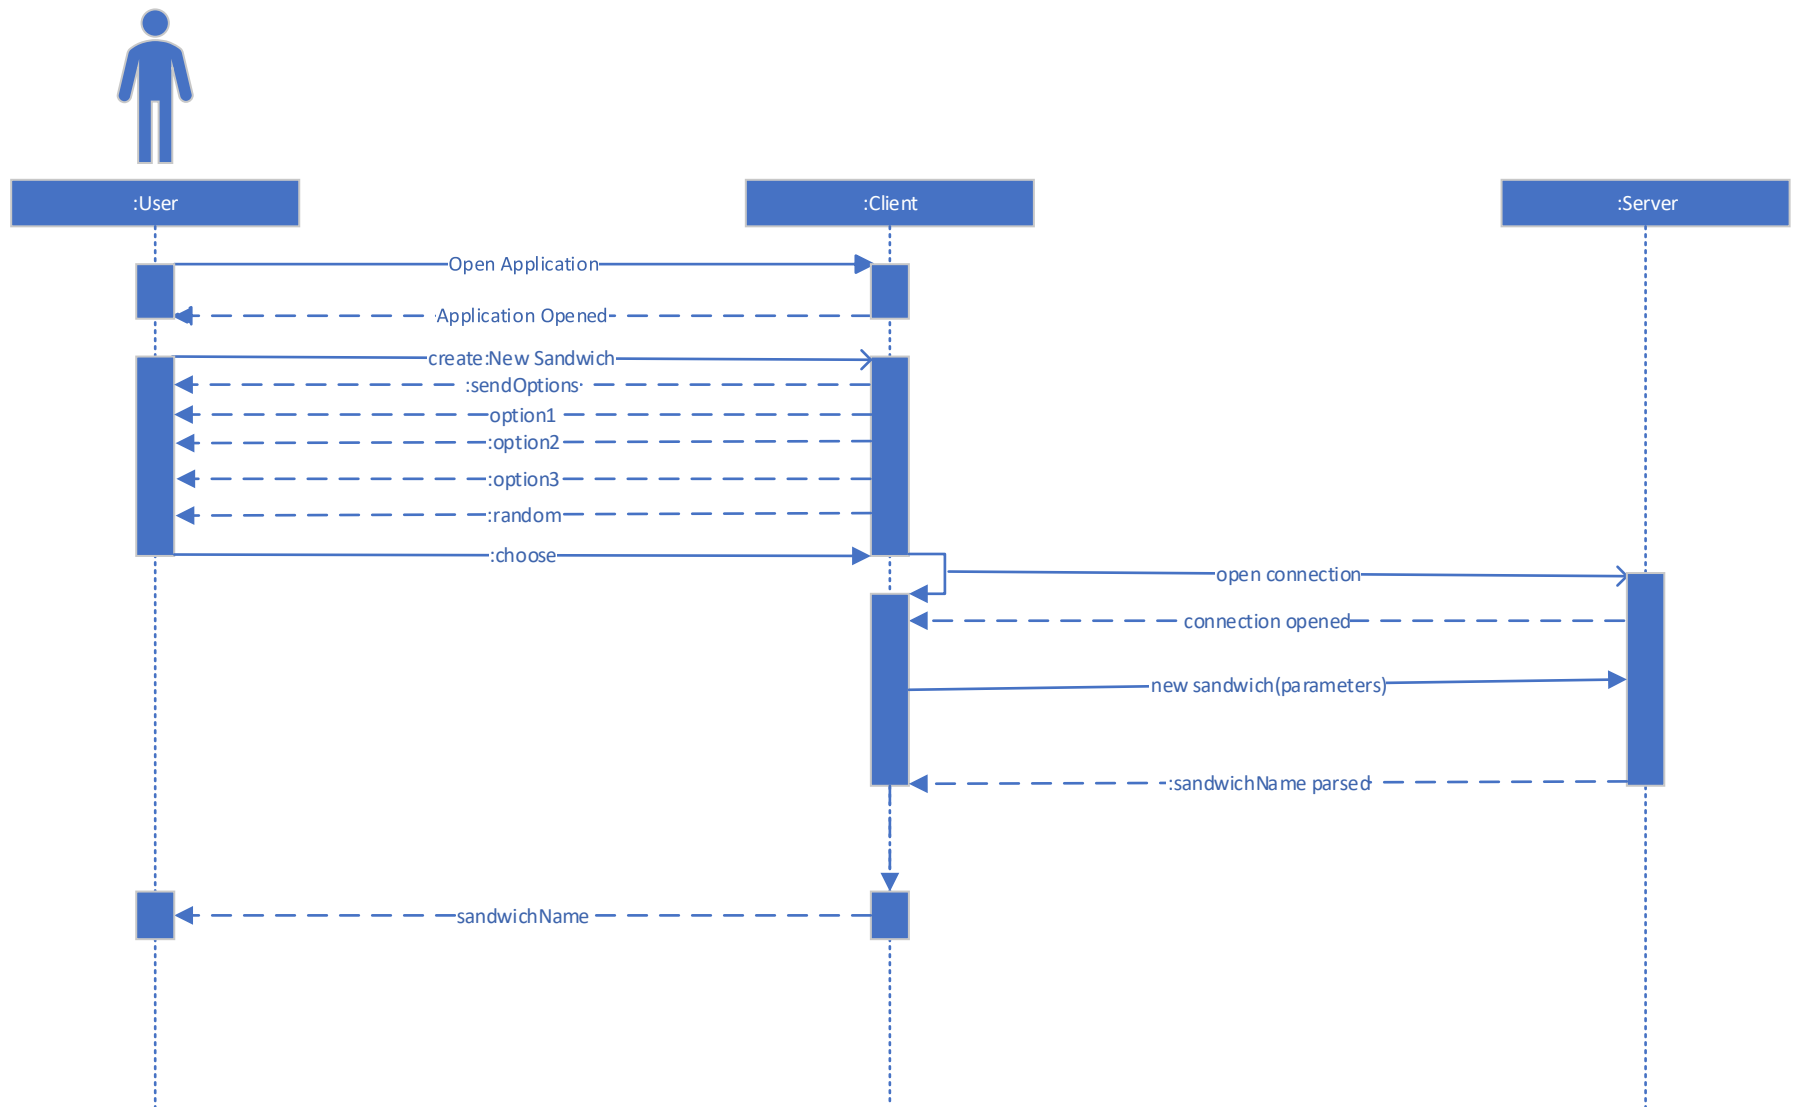 :User
:Client
:Server
Open Application
Application Opened
create:New Sandwich
:sendOptions
option1
:option2
:option3
:random
:choose
open connection
connection opened
new sandwich(parameters)
:sandwichName parsed
sandwichName